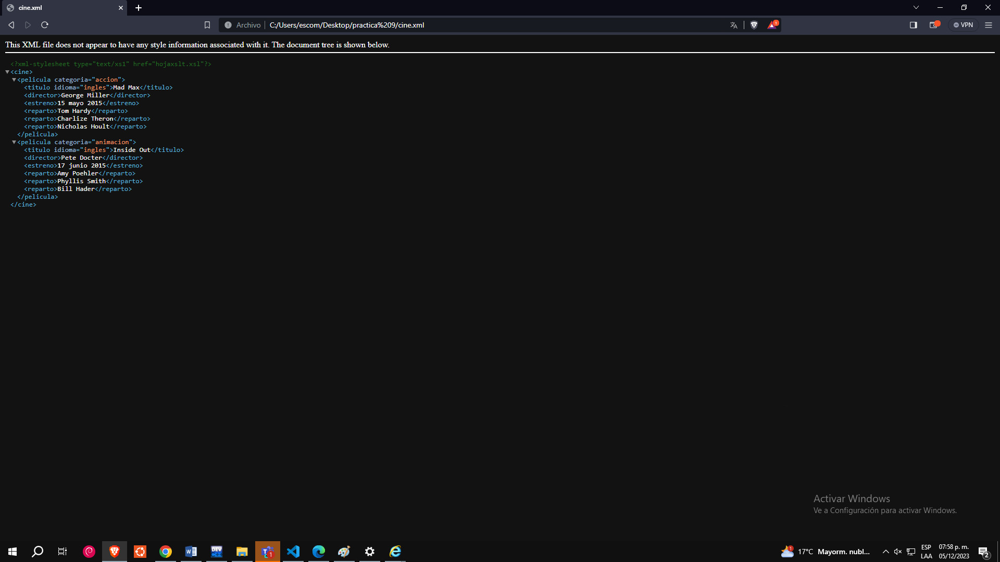 cine.xml
Archivo | C:/Users/escom/Desktop/practica%209/cine.xml
1
VPN
This XML file does not appear to have any style information associated with it. The document tree is shown below.
<?xml-stylesheet type="text/xs1" href="hojaxslt.xsl"?>
▼<cine>
▼<pelicula categoria="accion">
<titulo idioma="ingles">Mad Max</titulo>
<director>George Miller</director>
<estreno>15 mayo 2015</estreno>
<reparto>Tom Hardy</reparto>
<reparto>Charlize Theron</reparto>
<reparto>Nicholas Hoult</reparto>
</pelicula>
▼<pelicula categoria="animacion">
<titulo idioma="ingles">Inside Out</titulo>
<director>Pete Docter</director>
<estreno>17 junio 2015</estreno>
<reparto>Amy Poehler</reparto>
<reparto>Phyllis Smith</reparto>
<reparto>Bill Hader</reparto>
</pelicula>
</cine>
Activar Windows
Ve a Configuración para activar Windows.
W
DEV
T
1
1
17°C Mayorm. nubl...
ESP
LAA
07:58 p. m.
05/12/2023
2